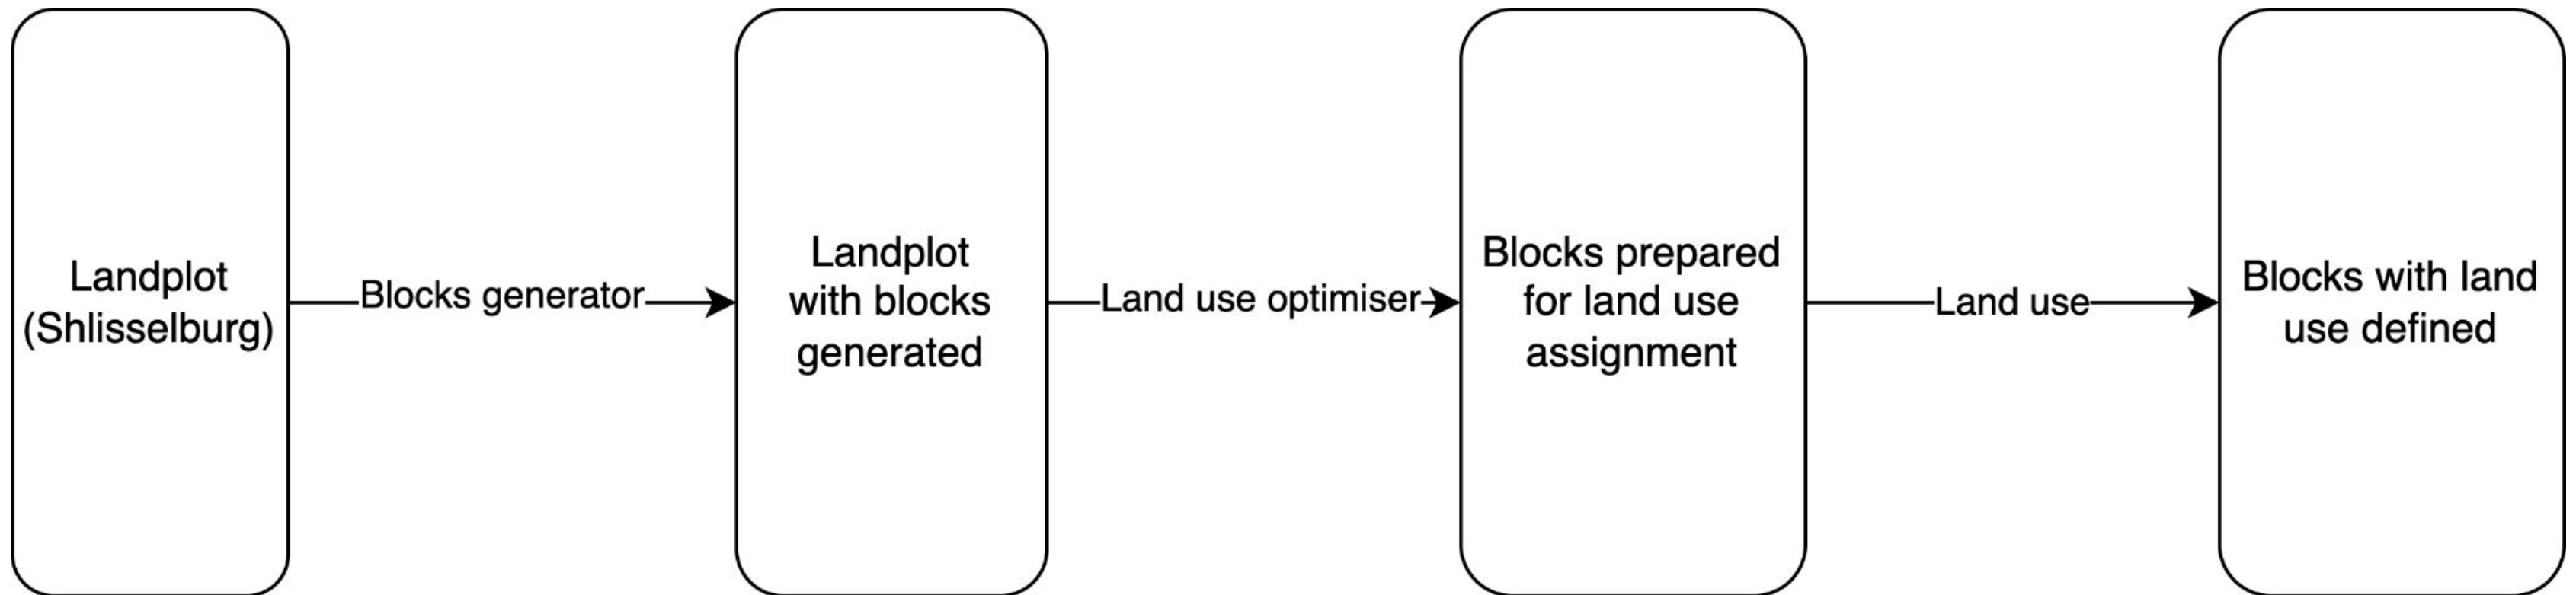 Landplot
(Shlisselburg)
Blocks generator
Landplot
with blocks
generated
Land use optimiser
Blocks prepared
for land use
assignment
Land use
Blocks with land
use defined